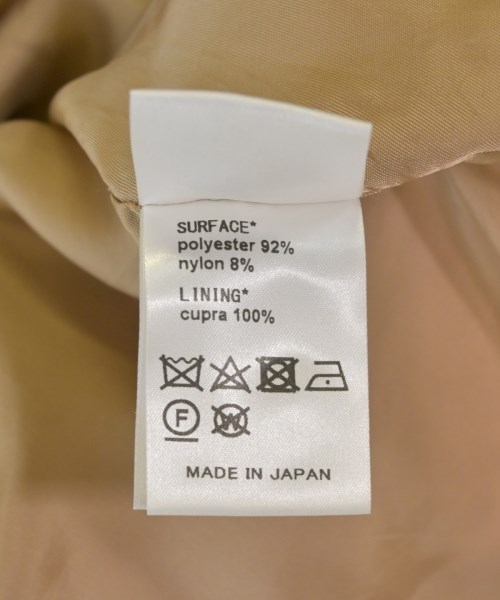 SURFACE*
polyester 92%
nylon 8%
LINING*
cupra 100%
F W
MADE IN JAPAN